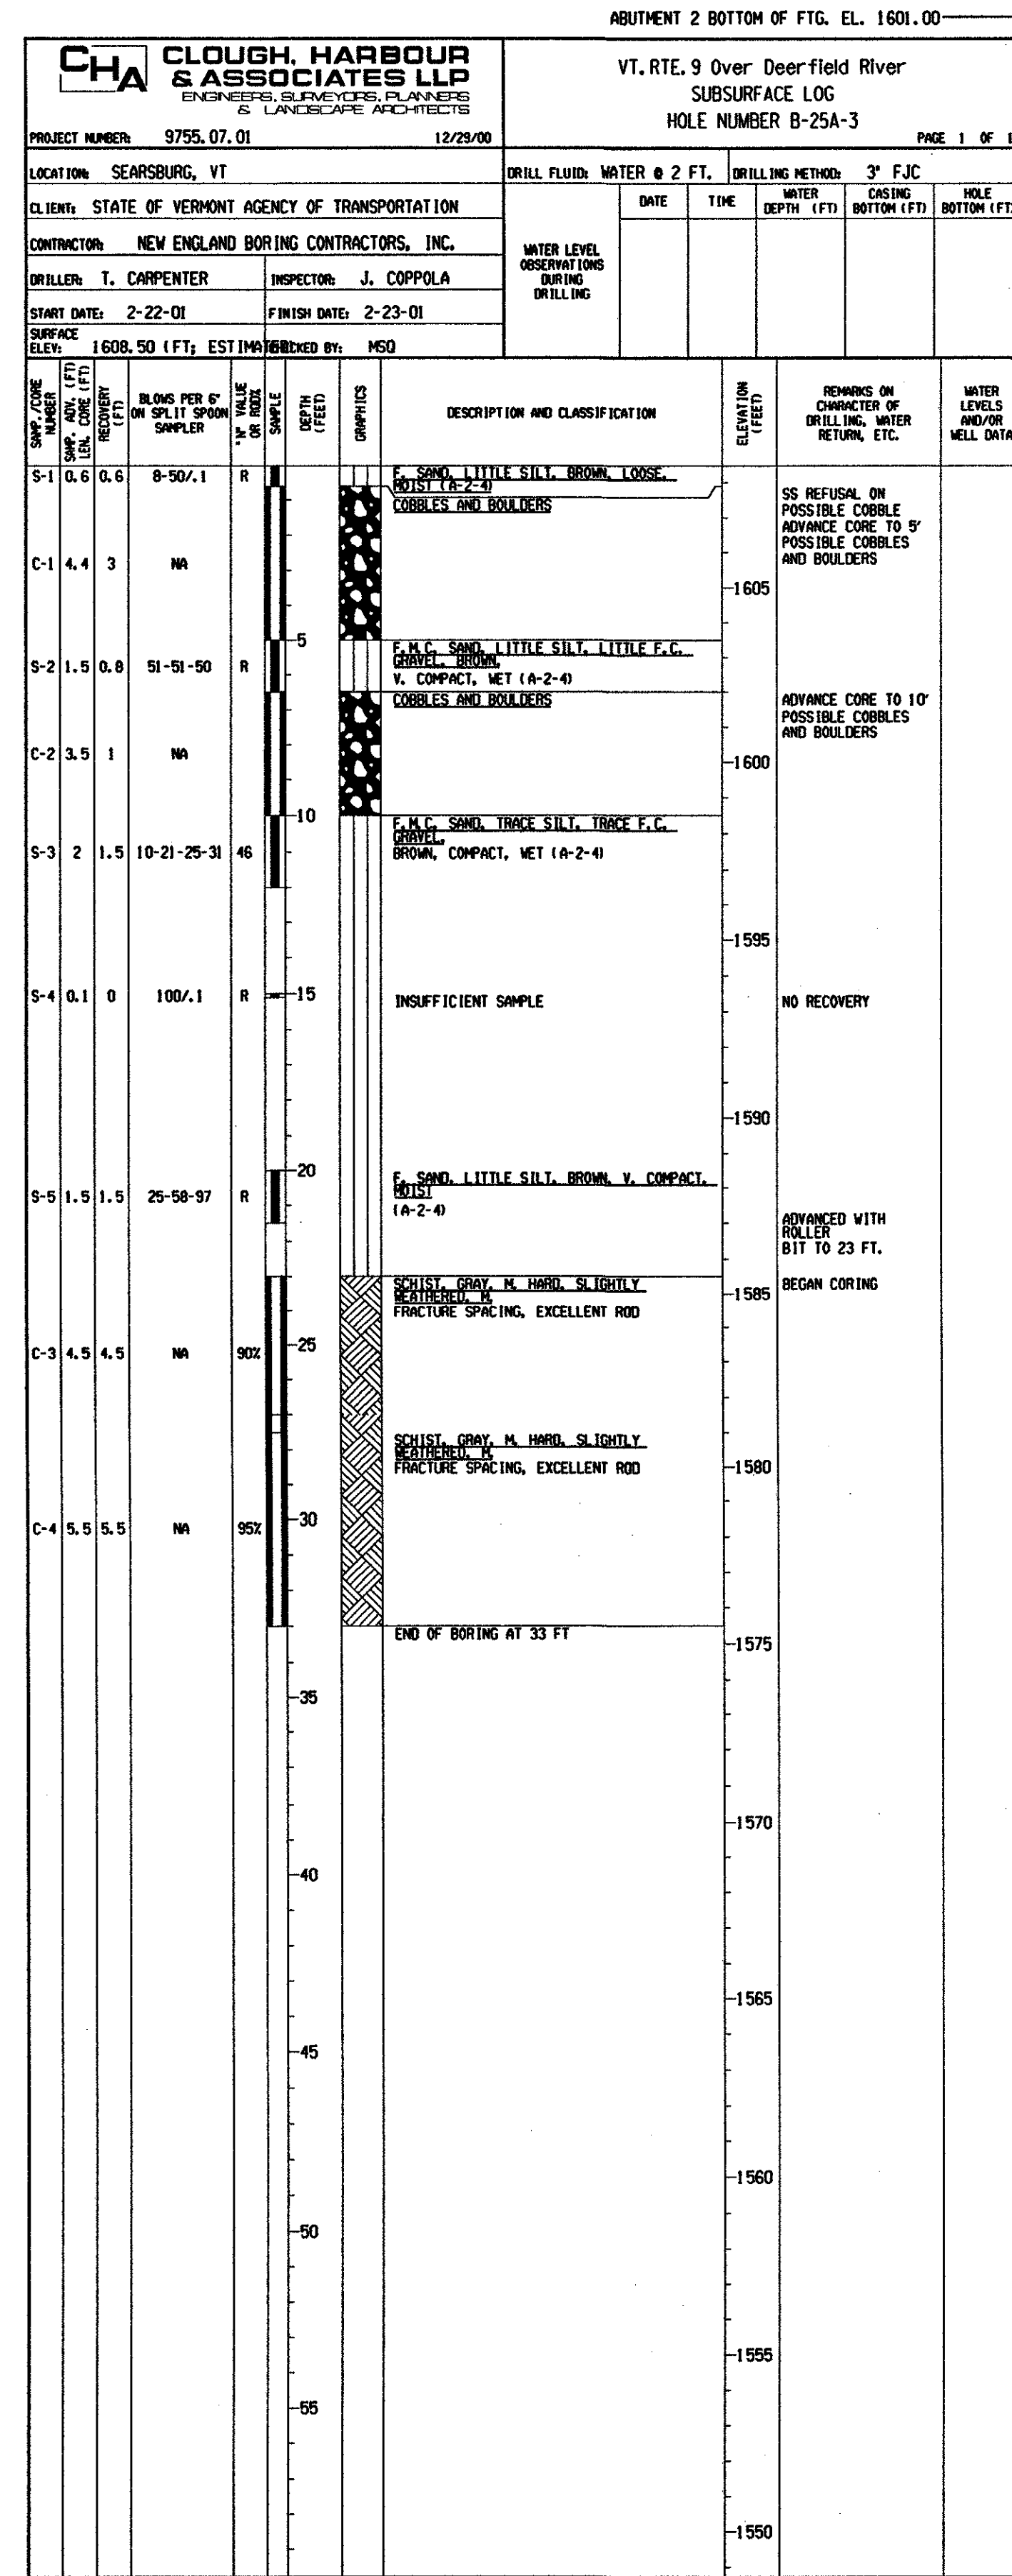 ABUTMENT 2 BOTTOM OF FTG. EL. 1601.00
CHA
CLOUGH, HARBOUR
& ASSOCIATES LLP
ENGINEERS, SURVEYORS, PLANNERS
& LANDSCAPE ARCHITECTS
PROJECT NUMBER: 9755.07.01 12/29/00
VT. RTE. 9 Over Deerfield River
SUBSURFACE LOG
HOLE NUMBER B-25A-3
PAGE 1 OF
LOCATION: SEARSBURG, VT
DRILL FLUID: WATER @ 2 FT. DRILLING METHOD: 3" FJC
CLIENT: STATE OF VERMONT AGENCY OF TRANSPORTATION
CONTRACTOR: NEW ENGLAND BORING CONTRACTORS, INC.
DRILLER: T. CARPENTER INSPECTOR: J. COPPOLA
START DATE: 2-22-01 FINISH DATE: 2-23-01
SURFACE
ELEV: 1608.50 (FT; ESTIMATED CHECKED BY: MSQ
WATER LEVEL
OBSERVATIONS
DURING
DRILLING
DATE TIME
WATER
DEPTH (FT)
CASING
BOTTOM (FT)
HOLE
BOTTOM (FT)
SAMP./CORE
NUMBER
SAMP. ADV. (FT)
LEN. CORE (FT)
RECOVERY
(FT)
BLOWS PER 6"
ON SPLIT SPOON
SAMPLER
"N" VALUE
OR RQD%
SAMPLE
DEPTH
(FEET)
GRAPHICS
DESCRIPTION AND CLASSIFICATION
ELEVATION
(FEET)
REMARKS ON
CHARACTER OF
DRILLING, WATER
RETURN, ETC.
WATER
LEVELS
AND/OR
WELL DATA
S-1 0.6 0.6 8-50/.1 R
F. SAND, LITTLE SILT, BROWN, LOOSE,
MOIST (A-2-4)
COBBLES AND BOULDERS
SS REFUSAL ON
POSSIBLE COBBLE
ADVANCE CORE TO 5'
POSSIBLE COBBLES
AND BOULDERS
C-1 4.4 3 NA
1605
5
S-2 1.5 0.8 51-51-50 R
F.M.C. SAND, LITTLE SILT, LITTLE F.C.
GRAVEL, BROWN,
V. COMPACT, WET (A-2-4)
COBBLES AND BOULDERS
ADVANCE CORE TO 10'
POSSIBLE COBBLES
AND BOULDERS
C-2 3.5 1 NA
1600
10
S-3 2 1.5 10-21-25-31 46
F.M.C. SAND, TRACE SILT, TRACE F.C.
GRAVEL,
BROWN, COMPACT, WET (A-2-4)
1595
S-4 0.1 0 100/.1 R
15
INSUFFICIENT SAMPLE
NO RECOVERY
1590
20
S-5 1.5 1.5 25-58-97 R
F. SAND, LITTLE SILT, BROWN, V. COMPACT,
MOIST
(A-2-4)
ADVANCED WITH
ROLLER
BIT TO 23 FT.
SCHIST, GRAY, M. HARD, SLIGHTLY
WEATHERED, M.
FRACTURE SPACING, EXCELLENT RQD
1585
BEGAN CORING
C-3 4.5 4.5 NA 90%
25
SCHIST, GRAY, M. HARD, SLIGHTLY
WEATHERED, M.
FRACTURE SPACING, EXCELLENT RQD
1580
C-4 5.5 5.5 NA 95%
30
END OF BORING AT 33 FT
1575
35
1570
40
1565
45
1560
50
1555
55
1550